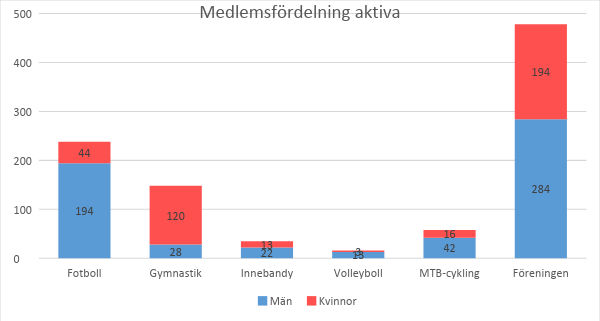 Medlemsfördelning aktiva
500
400
300
200
100
0
44
194
120
28
13
22
3
16
42
194
284
Fotboll
Gymnastik
Innebandy
Volleyboll
MTB-cykling
Föreningen
Män
Kvinnor